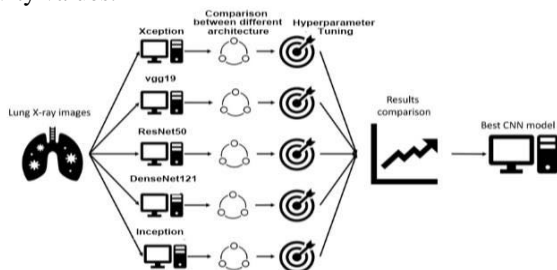 Comparison
between different
architecture
Hyperparameter
Tuning
Xception
vgg19
Lung X-ray images
ResNet50
DenseNet121
Inception
Results
comparison
Best CNN model